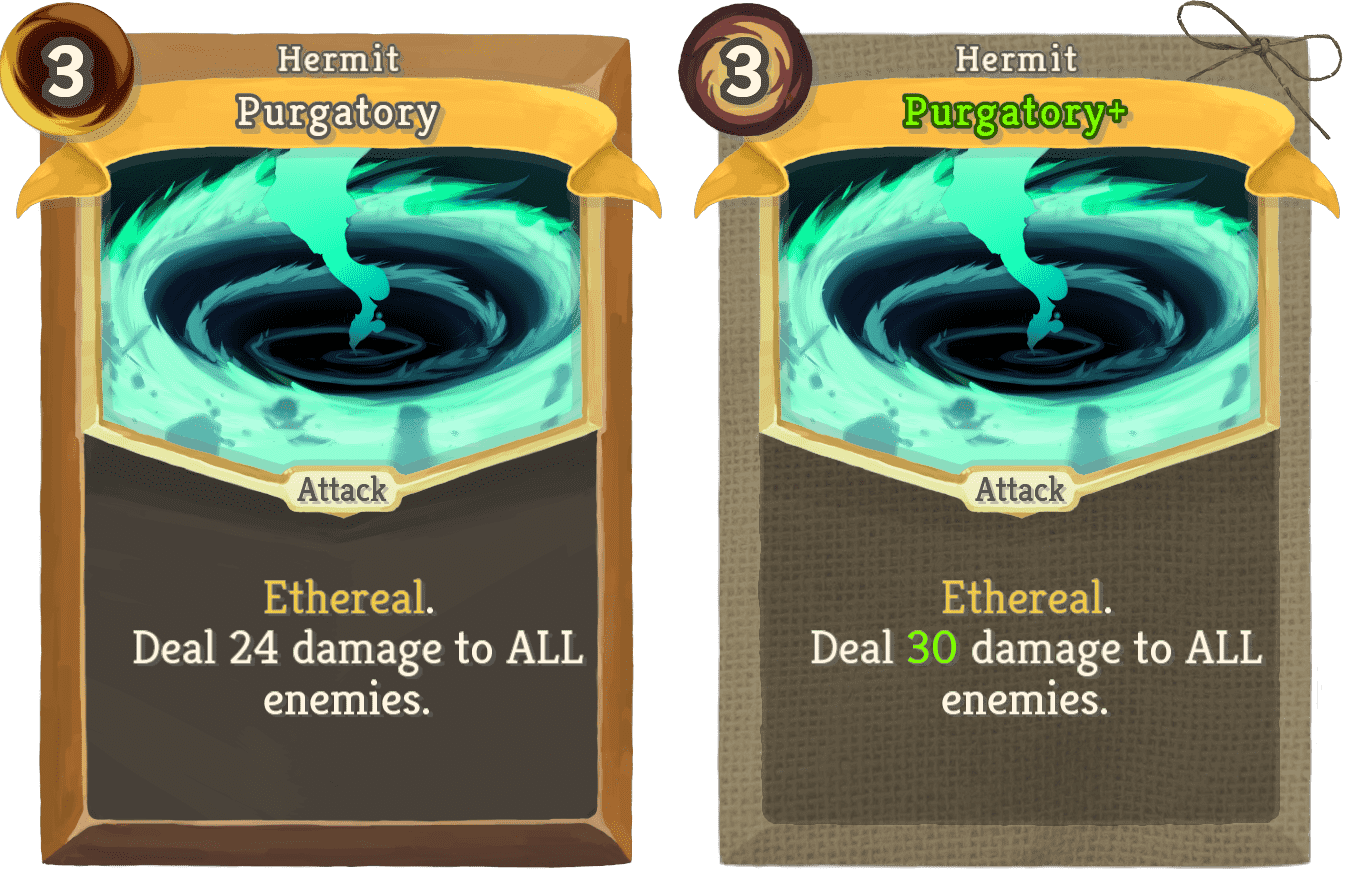 3
Hermit
Purgatory
Attack
Ethereal.
Deal 24 damage to ALL
enemies.
3
Hermit
Purgatory+
Attack
Ethereal.
Deal 30 damage to ALL
enemies.